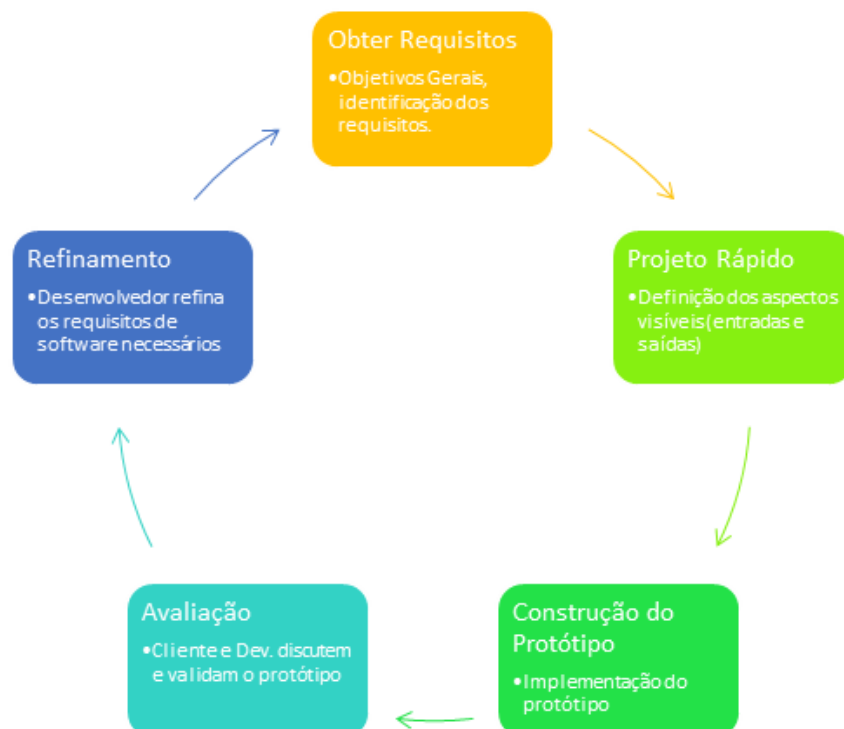 Obter Requisitos
•Objetivos Gerais,
identificação dos
requisitos.
Projeto Rápido
•Definição dos aspectos
visíveis (entradas e
saídas)
Construção do
Protótipo
•Implementação do
protótipo
Avaliação
•Cliente e Dev. discutem
e validam o protótipo
Refinamento
•Desenvolvedor refina
os requisitos de
software necessários